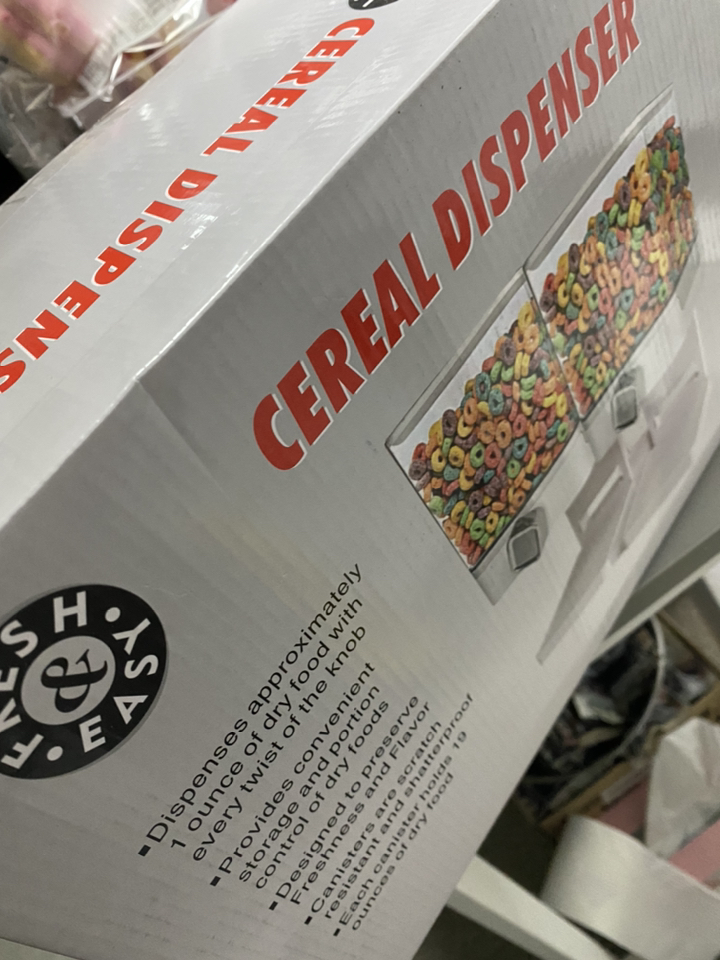 CEREAL DISPENS
CEREAL DISPENSER
FRESH & EASY
▪Dispenses approximately
1 ounce of dry food with
every twist of the knob
▪Provides convenient
storage and portion
control of dry foods
▪Designed to preserve
Freshness and Flavor
▪Canisters are scratch
resistant and shatterproof
▪Each canister holds 19
ounces of dry food